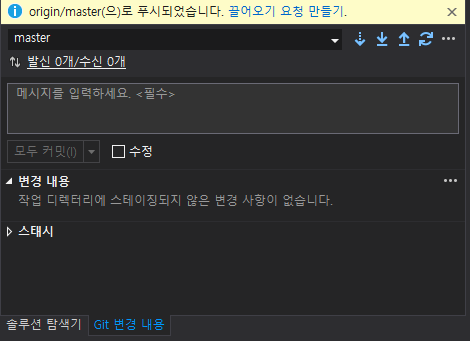 origin/master(으)로 푸시되었습니다. 끌어오기 요청 만들기.
master
발신 0개/수신 0개
메시지를 입력하세요. <필수>
모두 커밋(I) 수정
변경 내용
작업 디렉터리에 스테이징되지 않은 변경 사항이 없습니다.
스태시
솔루션 탐색기 Git 변경 내용